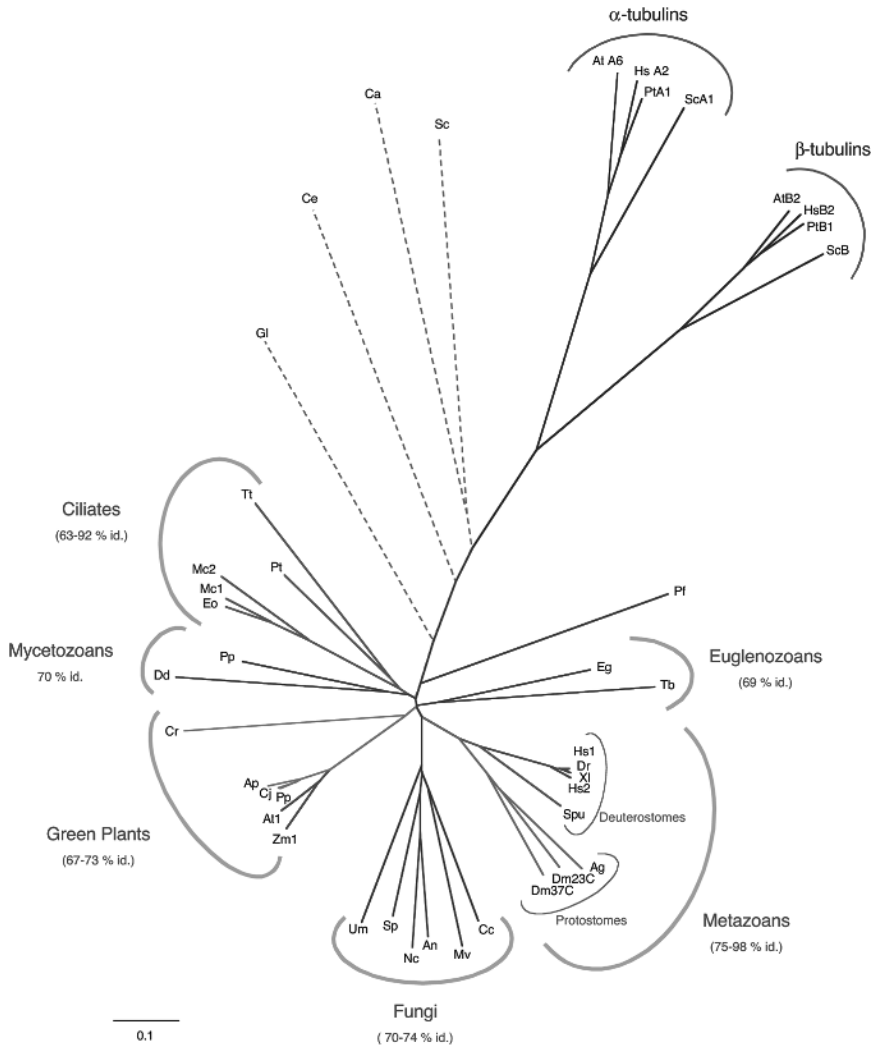 α-tubulins
At A6
Hs A2
PtA1
ScA1
Ca
Sc
β-tubulins
AtB2
HsB2
PtB1
ScB
Ce
Gl
Ciliates
(63-92 % id.)
Tt
Pt
Mc2
Mc1
Eo
Pf
Mycetozoans
70 % id.
Pp
Dd
Euglenozoans
(69 % id.)
Eg
Tb
Cr
Ap
Cj
Pp
At1
Zm1
Green Plants
(67-73 % id.)
Hs1
Dr
Xl
Hs2
Spu
Deuterostomes
Ag
Dm23C
Dm37C
Protostomes
Metazoans
(75-98 % id.)
Um
Sp
Nc
An
Mv
Cc
Fungi
( 70-74 % id.)
0.1